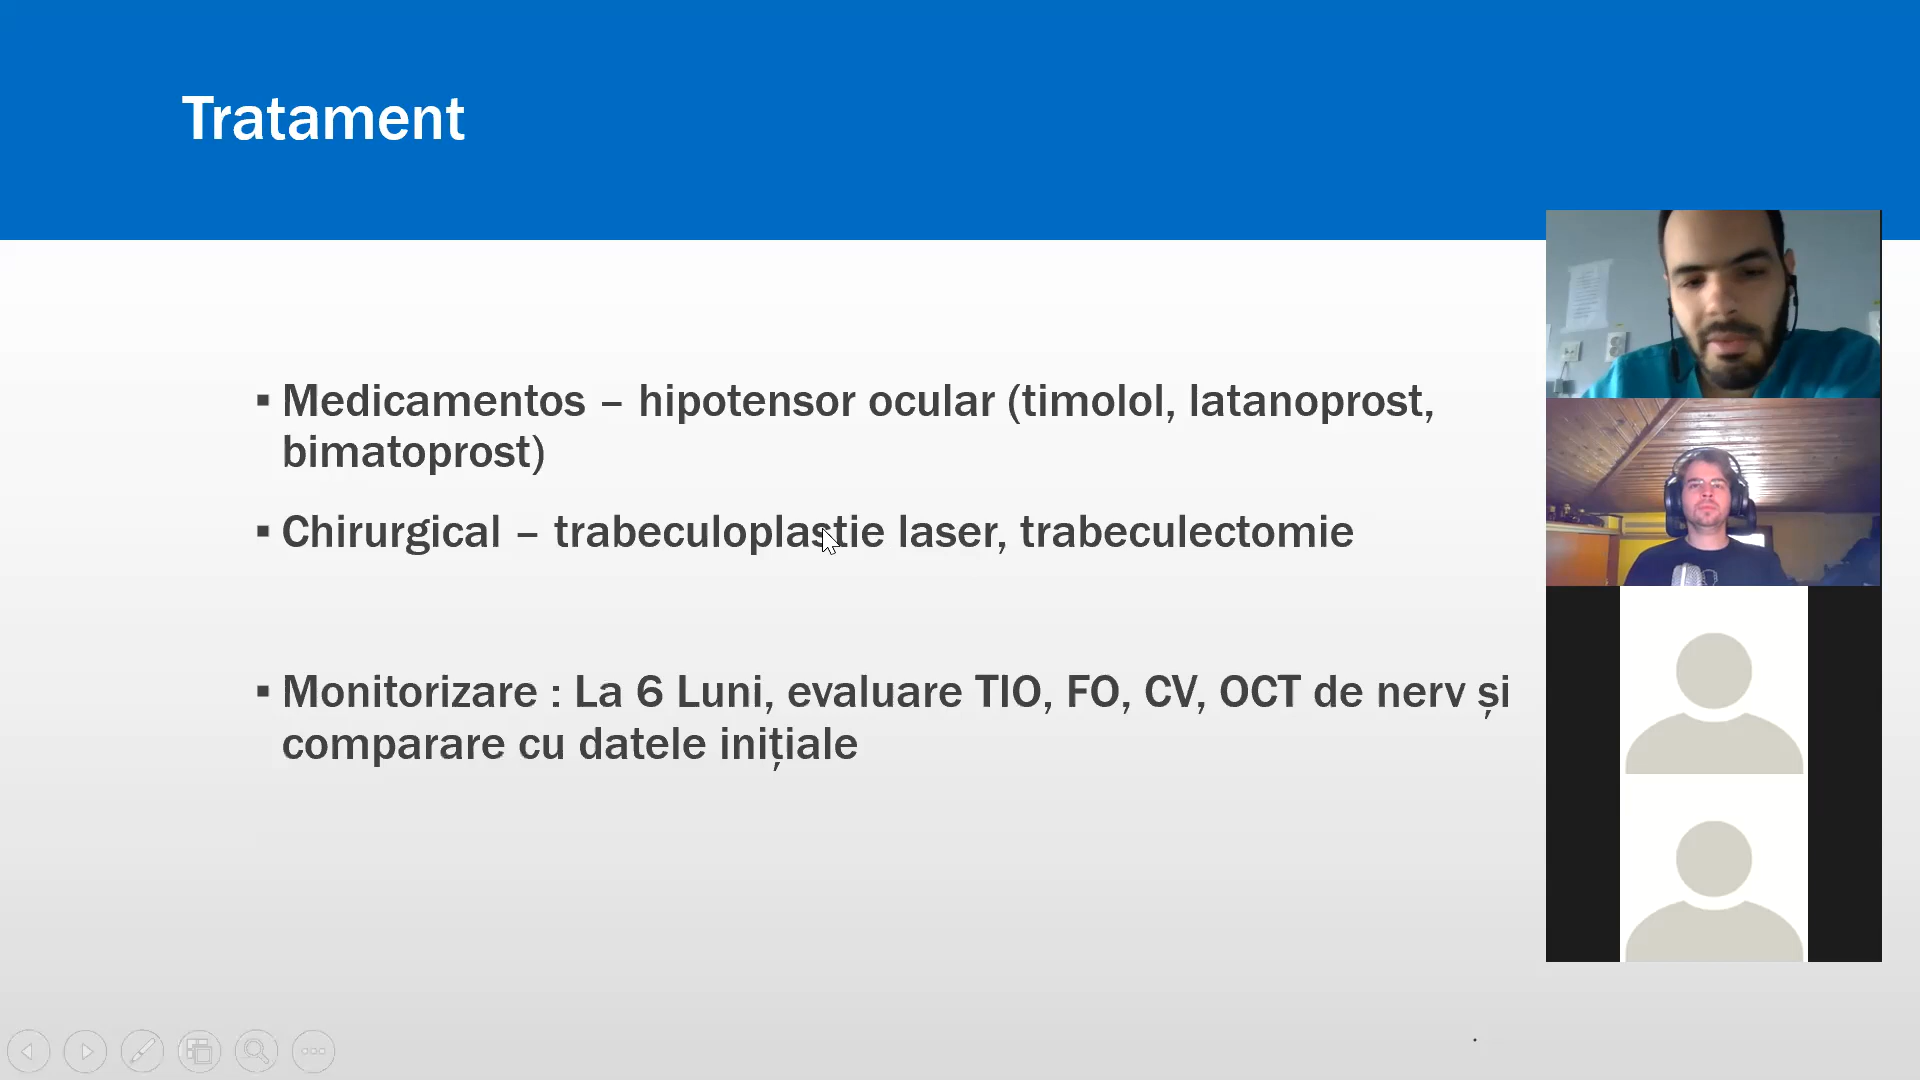 Tratament
▪ Medicamentos – hipotensor ocular (timolol, latanoprost,
bimatoprost)
▪ Chirurgical – trabeculoplastie laser, trabeculectomie
▪ Monitorizare : La 6 Luni, evaluare TIO, FO, CV, OCT de nerv și
comparare cu datele inițiale